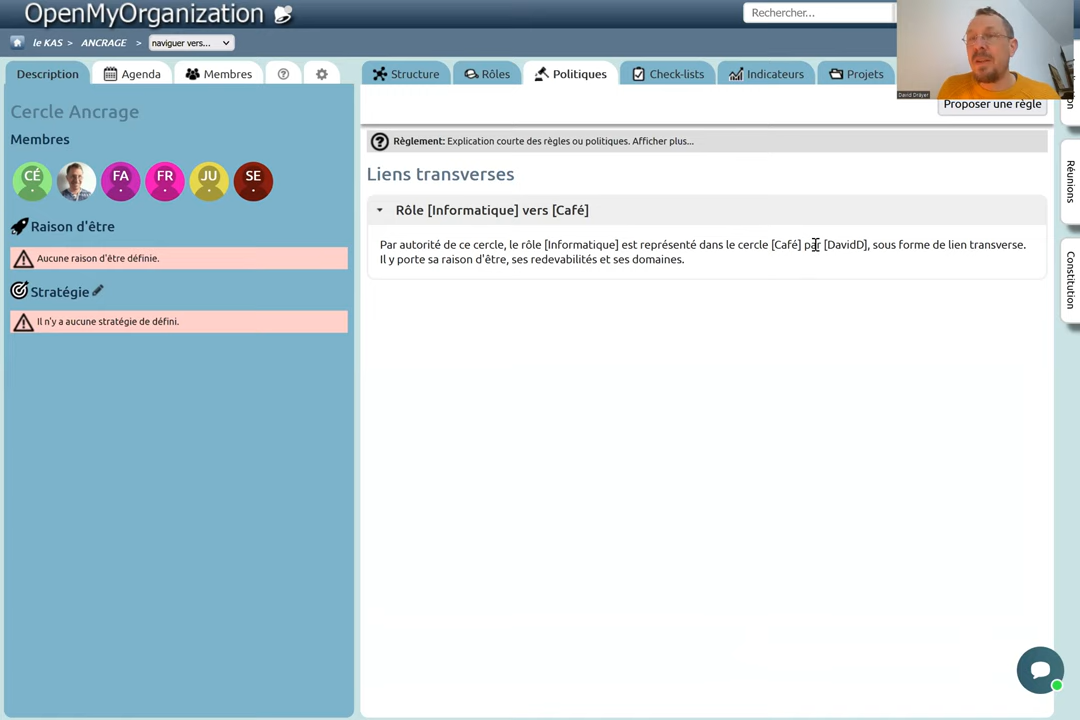 OpenMyOrganization
Rechercher...
le KAS > ANCRAGE > naviguer vers...
David Dräyer
Description
Agenda
Membres
Structure
Rôles
Politiques
Check-lists
Indicateurs
Projets
Proposer une règle
Cercle Ancrage
Membres
CÉ
FA
FR
JU
SE
Raison d'être
Aucune raison d'être définie.
Stratégie
Il n'y a aucune stratégie de défini.
Règlement: Explication courte des règles ou politiques. Afficher plus...
Liens transverses
Rôle [Informatique] vers [Café]
Par autorité de ce cercle, le rôle [Informatique] est représenté dans le cercle [Café] par [DavidD], sous forme de lien transverse.
Il y porte sa raison d'être, ses redevabilités et ses domaines.
Réunions
Constitution